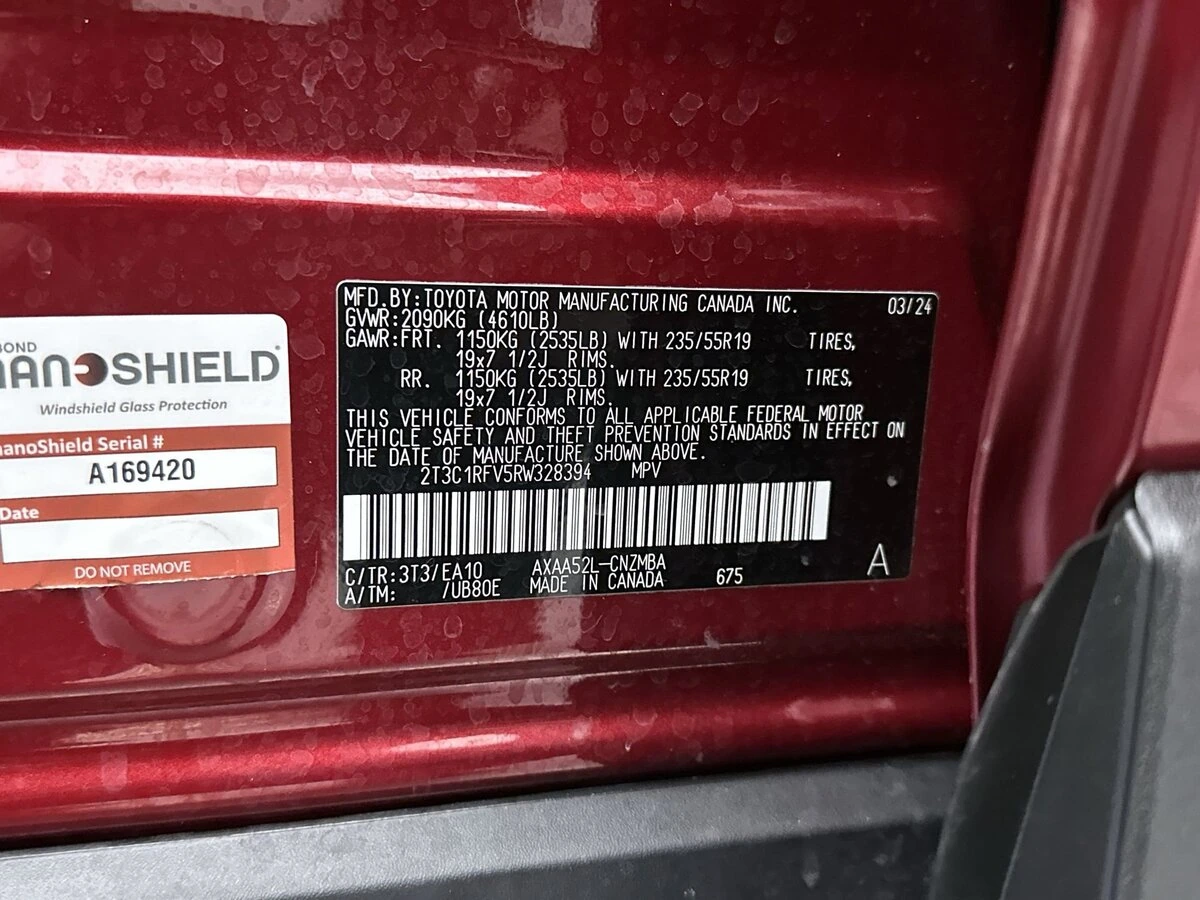 BOND
NANOSHIELD
Windshield Glass Protection
nanoShield Serial #
A169420
Date
DO NOT REMOVE
MFD.BY:TOYOTA MOTOR MANUFACTURING CANADA INC. 03/24
GVWR:2090KG (4610LB)
GAWR:FRT. 1150KG (2535LB) WITH 235/55R19 TIRES,
19x7 1/2J RIMS.
RR. 1150KG (2535LB) WITH 235/55R19 TIRES,
19x7 1/2J RIMS.
THIS VEHICLE CONFORMS TO ALL APPLICABLE FEDERAL MOTOR
VEHICLE SAFETY AND THEFT PREVENTION STANDARDS IN EFFECT ON
THE DATE OF MANUFACTURE SHOWN ABOVE.
2T3C1RFV5RW328394 MPV
C/TR:3T3/EA10 AXAA52L-CNZMBA
A/TM: /UB80E MADE IN CANADA 675 A